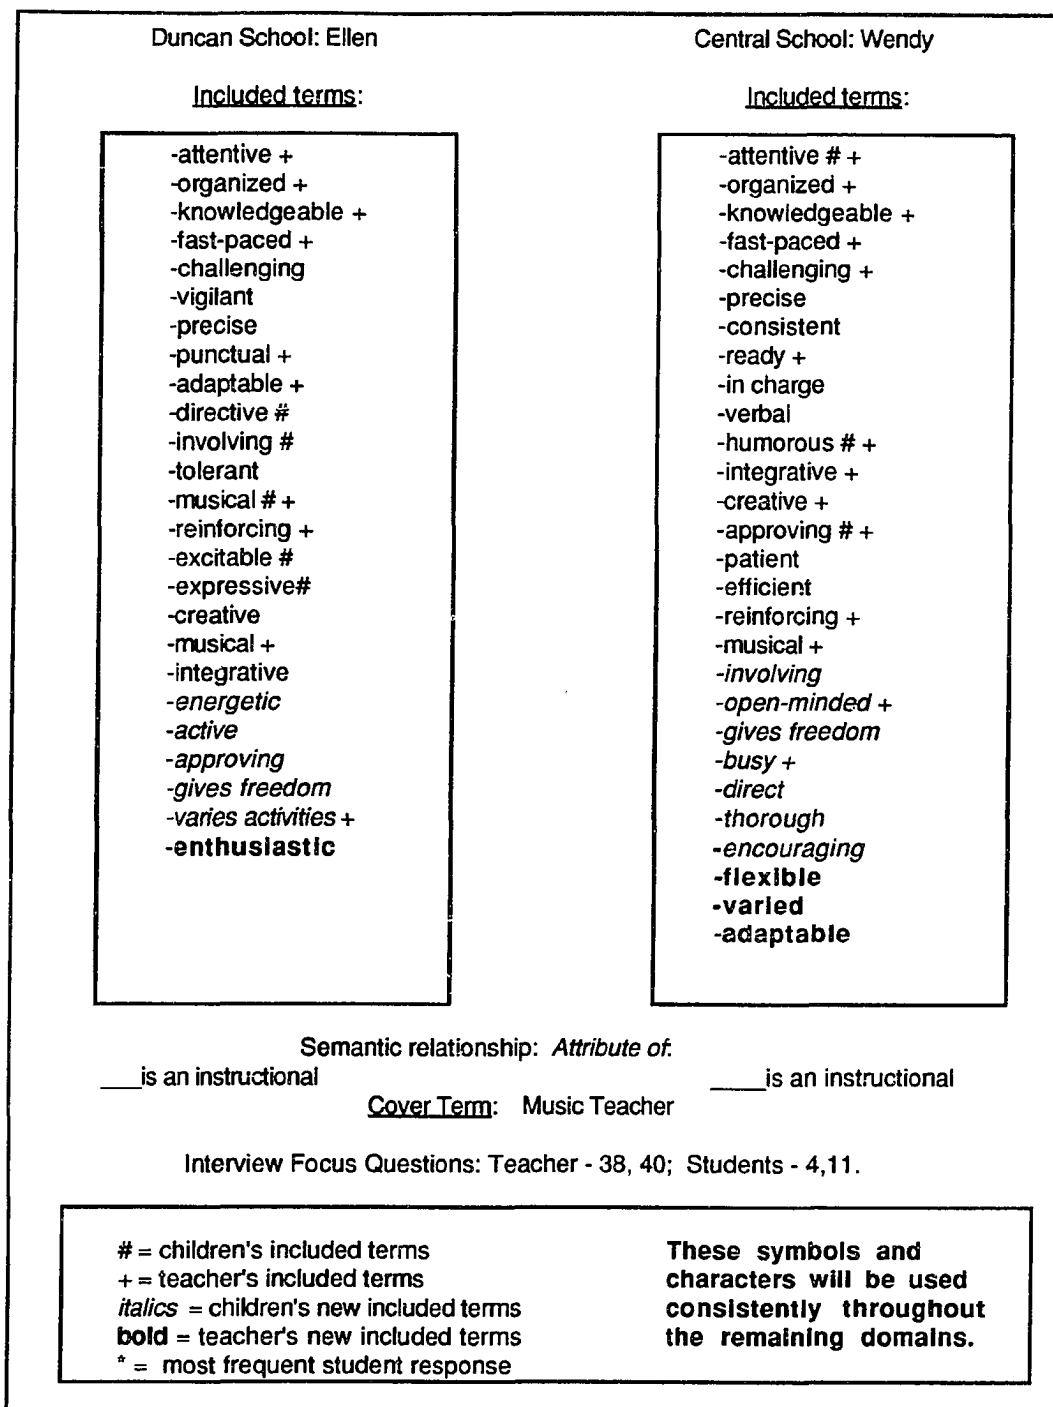 Duncan School: Ellen
Included terms:
-attentive +
-organized +
-knowledgeable +
-fast-paced +
-challenging
-vigilant
-precise
-punctual +
-adaptable +
-directive #
-involving #
-tolerant
-musical # +
-reinforcing +
-excitable #
-expressive#
-creative
-musical +
-integrative
-energetic
-active
-approving
-gives freedom
-varies activities +
-enthusiastic
Central School: Wendy
Included terms:
-attentive # +
-organized +
-knowledgeable +
-fast-paced +
-challenging +
-precise
-consistent
-ready +
-in charge
-verbal
-humorous # +
-integrative +
-creative +
-approving # +
-patient
-efficient
-reinforcing +
-musical +
-involving
-open-minded +
-gives freedom
-busy +
-direct
-thorough
-encouraging
-flexible
-varied
-adaptable
Semantic relationship: Attribute of:
___is an instructional ____is an instructional
Cover Term: Music Teacher
Interview Focus Questions: Teacher - 38, 40; Students - 4,11.
# = children's included terms
+ = teacher's included terms
italics = children's new included terms
bold = teacher's new included terms
* = most frequent student response
These symbols and
characters will be used
consistently throughout
the remaining domains.